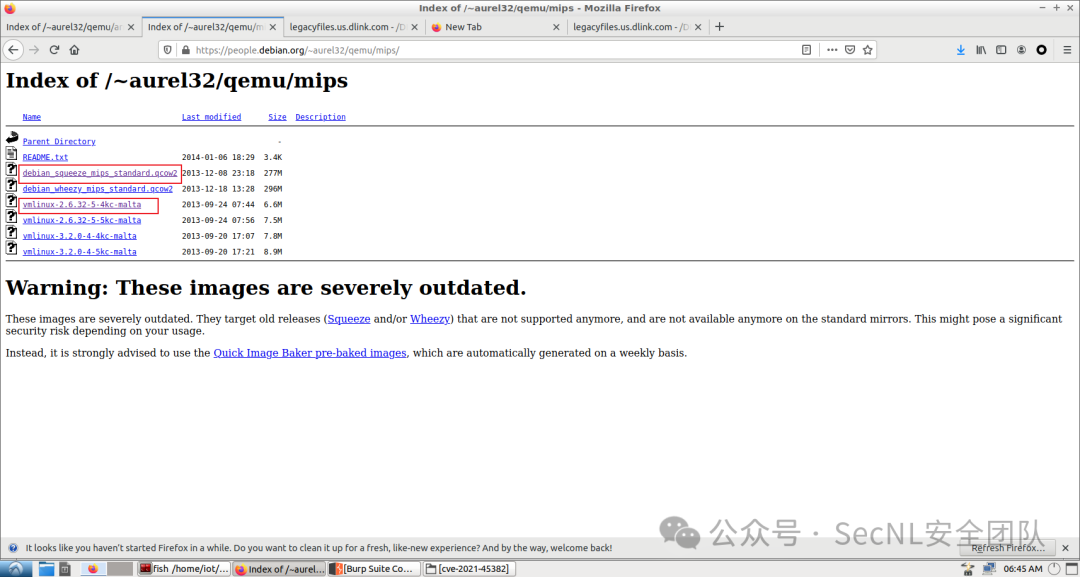 Index of /~aurel32/qemu/mips - Mozilla Firefox
Index of /~aurel32/qemu/ar
Index of /~aurel32/qemu/m
legacyfiles.us.dlink.com - /D
New Tab
legacyfiles.us.dlink.com - /D
https://people.debian.org/~aurel32/qemu/mips/
Index of /~aurel32/qemu/mips
Name Last modified Size Description
Parent Directory -
README.txt 2014-01-06 18:29 3.4K
debian_squeeze_mips_standard.qcow2 2013-12-08 23:18 277M
debian_wheezy_mips_standard.qcow2 2013-12-18 13:28 296M
vmlinux-2.6.32-5-4kc-malta 2013-09-24 07:44 6.6M
vmlinux-2.6.32-5-5kc-malta 2013-09-24 07:56 7.5M
vmlinux-3.2.0-4-4kc-malta 2013-09-20 17:07 7.8M
vmlinux-3.2.0-4-5kc-malta 2013-09-20 17:21 8.9M
Warning: These images are severely outdated.
These images are severely outdated. They target old releases (Squeeze and/or Wheezy) that are not supported anymore, and are not available anymore on the standard mirrors. This might pose a significant
security risk depending on your usage.
Instead, it is strongly advised to use the Quick Image Baker pre-baked images, which are automatically generated on a weekly basis.
公众号 · SecNL安全团队
It looks like you haven't started Firefox in a while. Do you want to clean it up for a fresh, like-new experience? And by the way, welcome back!
Refresh Firefox...
fish /home/iot/...
Index of /~aurel...
[Burp Suite Co...
[cve-2021-45382]
06:45 AM